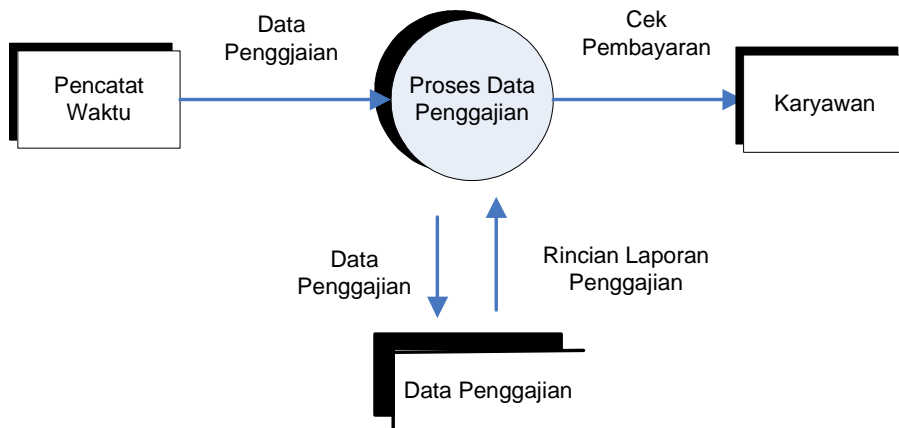 Data
Penggjaian
Cek
Pembayaran
Pencatat
Waktu
Proses Data
Penggajian
Karyawan
Data
Penggajian
Rincian Laporan
Penggajian
Data Penggajian